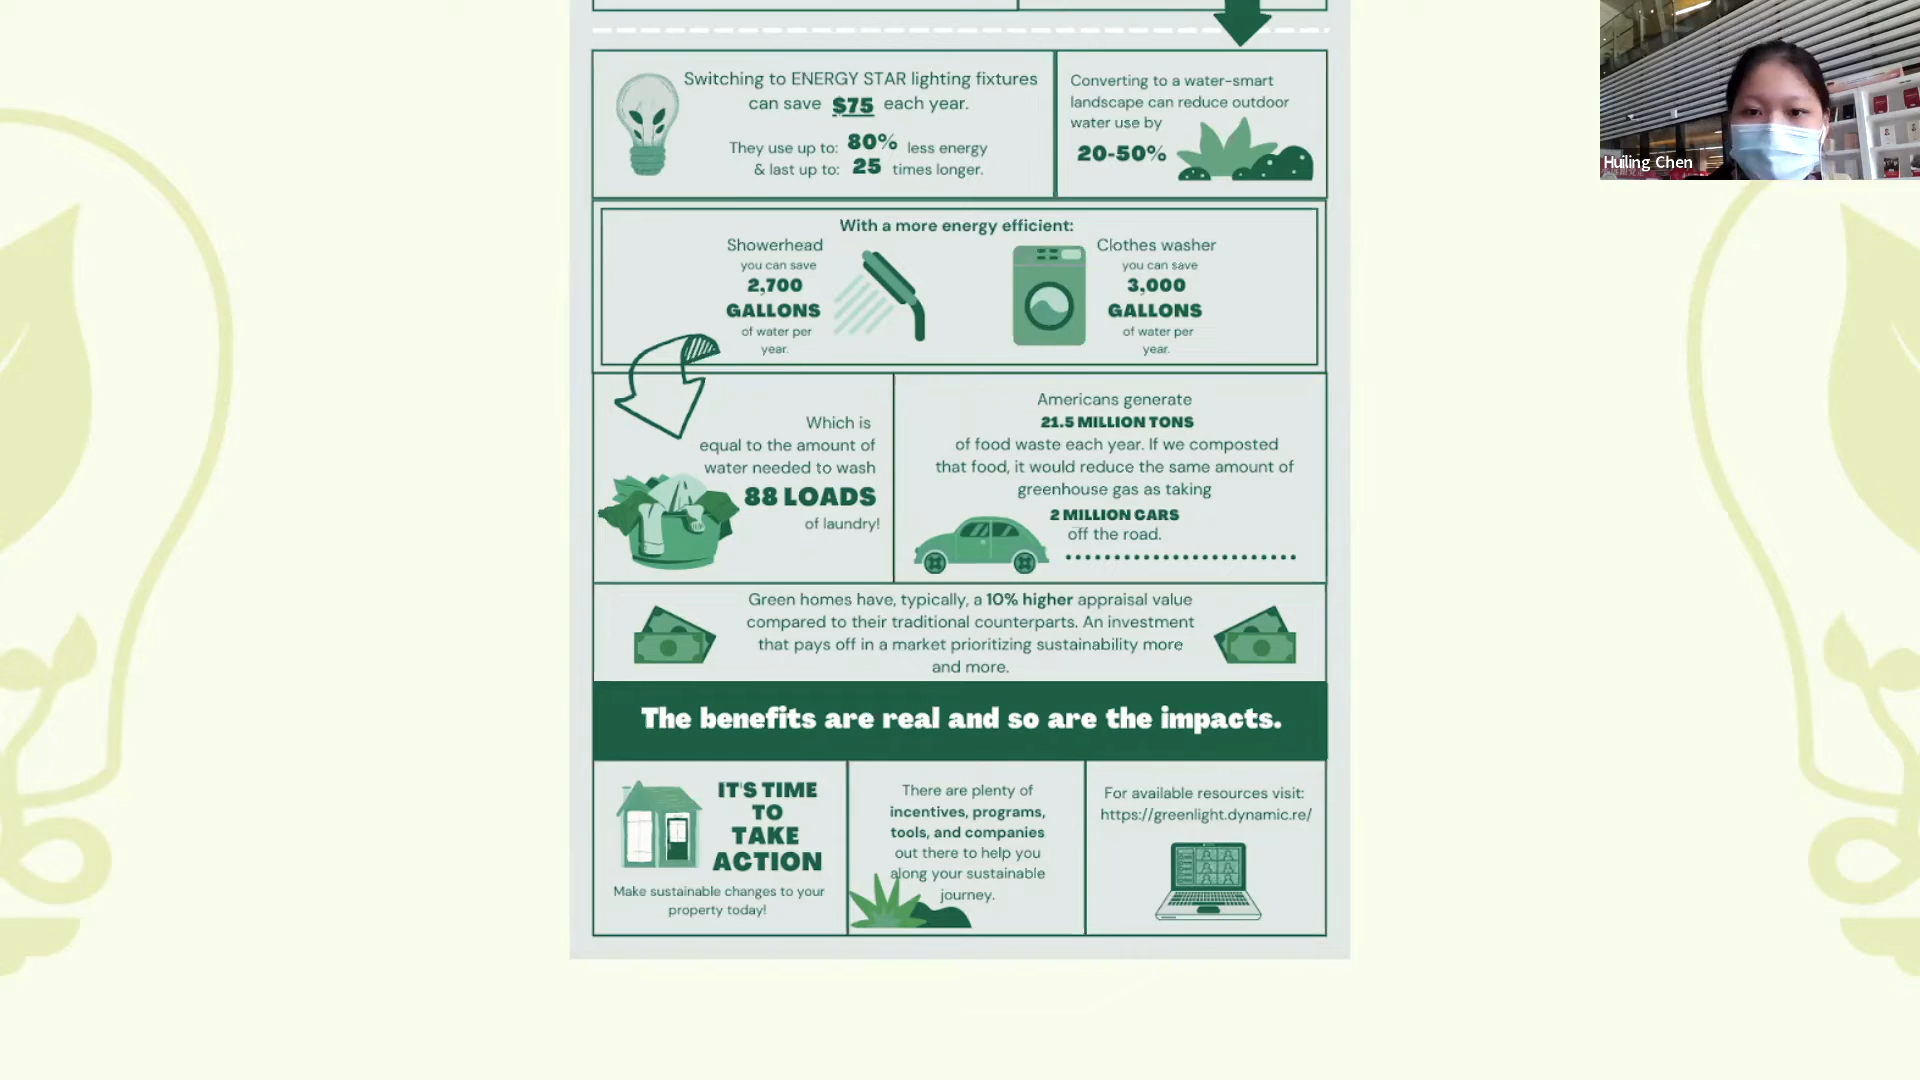 Switching to ENERGY STAR lighting fixtures
can save $75 each year.
They use up to: 80% less energy
& last up to: 25 times longer.
Converting to a water-smart
landscape can reduce outdoor
water use by
20-50%
Huiling Chen
With a more energy efficient:
Showerhead
you can save
2,700
GALLONS
of water per
year.
Clothes washer
you can save
3,000
GALLONS
of water per
year.
Which is
equal to the amount of
water needed to wash
88 LOADS
of laundry!
Americans generate
21.5 MILLION TONS
of food waste each year. If we composted
that food, it would reduce the same amount of
greenhouse gas as taking
2 MILLION CARS
off the road.
Green homes have, typically, a 10% higher appraisal value
compared to their traditional counterparts. An investment
that pays off in a market prioritizing sustainability more
and more.
The benefits are real and so are the impacts.
IT'S TIME
TO
TAKE
ACTION
Make sustainable changes to your
property today!
There are plenty of
incentives, programs,
tools, and companies
out there to help you
along your sustainable
journey.
For available resources visit:
https://greenlight.dynamic.re/